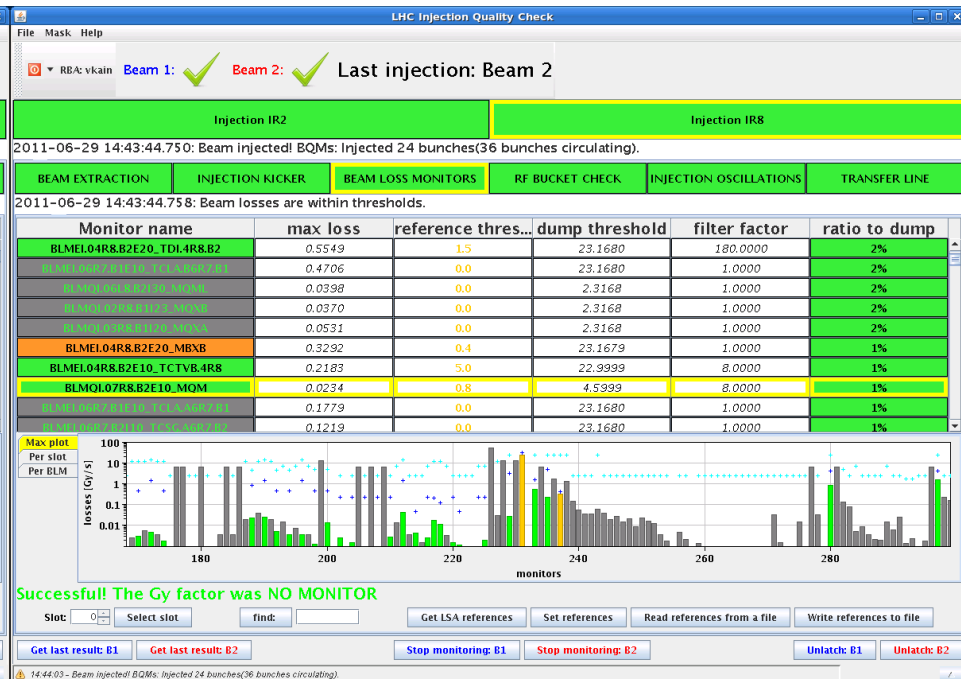 LHC Injection Quality Check
File Mask Help
RBA: vkain Beam 1: Beam 2: Last injection: Beam 2
Injection IR2 Injection IR8
2011-06-29 14:43:44.750: Beam injected! BQMs: Injected 24 bunches(36 bunches circulating).
BEAM EXTRACTION INJECTION KICKER BEAM LOSS MONITORS RF BUCKET CHECK INJECTION OSCILLATIONS TRANSFER LINE
2011-06-29 14:43:44.758: Beam losses are within thresholds.
Monitor name max loss reference thres... dump threshold filter factor ratio to dump
BLMEI.04R8.B2E20_TDI.4R8.B2 0.5549 1.5 23.1680 180.0000 2%
BLMEI.06R7.B1E10_TCLA.B6R7.B1 0.4706 0.0 23.1680 1.0000 2%
BLMQI.06L8.B2I30_MQML 0.0398 0.0 2.3168 1.0000 2%
BLMQI.02R8.B1I23_MQXB 0.0370 0.0 2.3168 1.0000 2%
BLMQI.03R8.B1I20_MQXA 0.0531 0.0 2.3168 1.0000 2%
BLMEI.04R8.B2E20_MBXB 0.3292 0.4 23.1679 1.0000 1%
BLMEI.04R8.B2E10_TCTVB.4R8 0.2183 5.0 22.9999 8.0000 1%
BLMQI.07R8.B2E10_MQM 0.0234 0.8 4.5999 8.0000 1%
BLMEI.06R7.B1E10_TCLA.A6R7.B1 0.1779 0.0 23.1680 1.0000 1%
BLMEI.06R7.B2I10_TCSG.A6R7.B2 0.1219 0.0 23.1680 1.0000 1%
Max plot
Per slot
Per BLM
losses [Gy/s]
100
10
1
0.1
0.01
180 200 220 240 260 280
monitors
Successful! The Gy factor was NO MONITOR
Slot: 0 Select slot find: Get LSA references Set references Read references from a file Write references to file
Get last result: B1 Get last result: B2 Stop monitoring: B1 Stop monitoring: B2 Unlatch: B1 Unlatch: B2
14:44:03 - Beam injected! BQMs: Injected 24 bunches(36 bunches circulating).